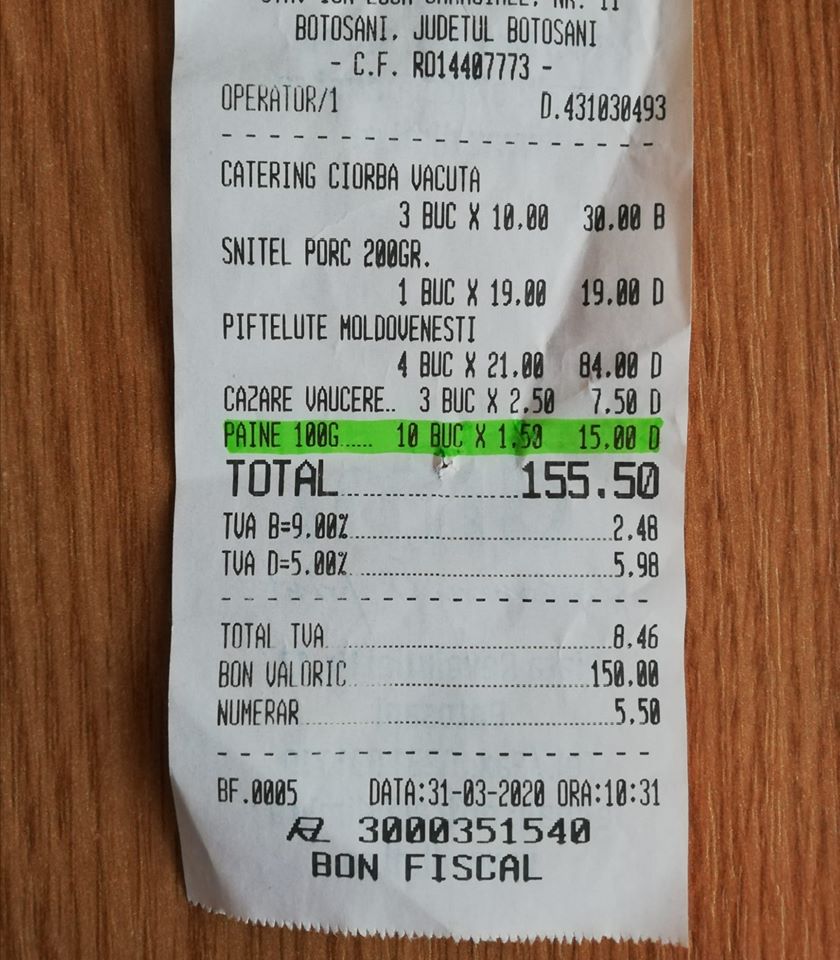 BOTOSANI, JUDETUL BOTOSANI
- C.F. RO14407773 -
OPERATOR/1 D.431030493
CATERING CIORBA VACUTA
3 BUC X 10.00 30.00 B
SNITEL PORC 200GR.
1 BUC X 19.00 19.00 D
PIFTELUTE MOLDOVENESTI
4 BUC X 21.00 84.00 D
CAZARE VAUCERE.. 3 BUC X 2.50 7.50 D
PAINE 100G..... 10 BUC X 1.50 15.00 D
TOTAL 155.50
TVA B=9.00% 2.48
TVA D=5.00% 5.98
TOTAL TVA 8.46
BON VALORIC 150.00
NUMERAR 5.50
BF.0005 DATA:31-03-2020 ORA:10:31
3000351540
BON FISCAL